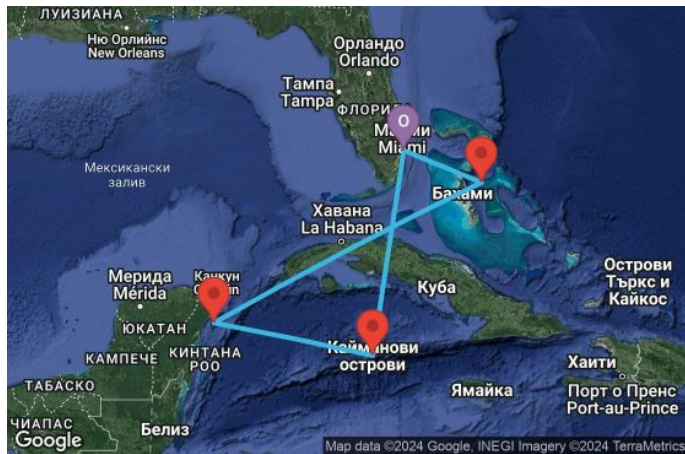 ЛУИЗИАНА
Ню Орлийнс
New Orleans
Орландо
Orlando
Тампа
Tampa
ФЛОРИДА
О
Маями
Miami
Мексикански
залив
Бахами
Хавана
La Habana
Канкун
Мерида
Mérida
Куба
Острови
Търкс и
Кайкос
ЮКАТАН
КИНТАНА
РОО
КАМПЕЧЕ
Кайманови
острови
Хаити
ТАБАСКО
Ямайка
Порт о Пренс
Port-au-Prince
ЧИАПАС
Белиз
Google
Map data ©2024 Google, INEGI Imagery ©2024 TerraMetrics